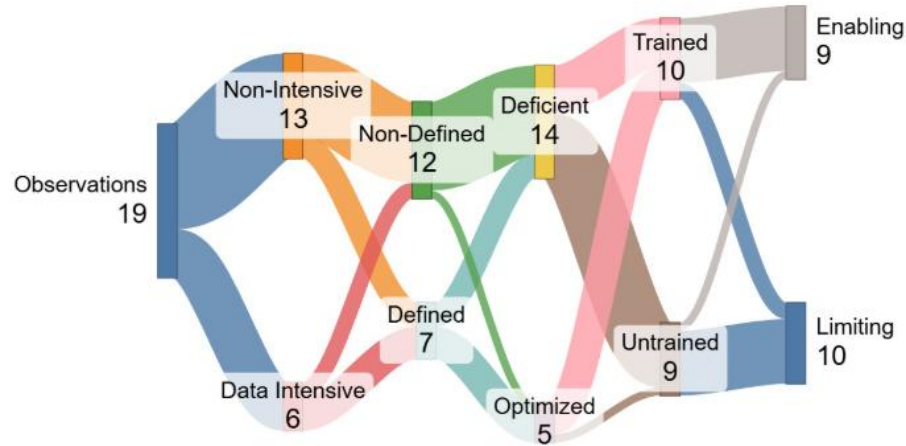 Observations
19
Non-Intensive
13
Data Intensive
6
Non-Defined
12
Defined
7
Deficient
14
Optimized
5
Trained
10
Untrained
9
Enabling
9
Limiting
10